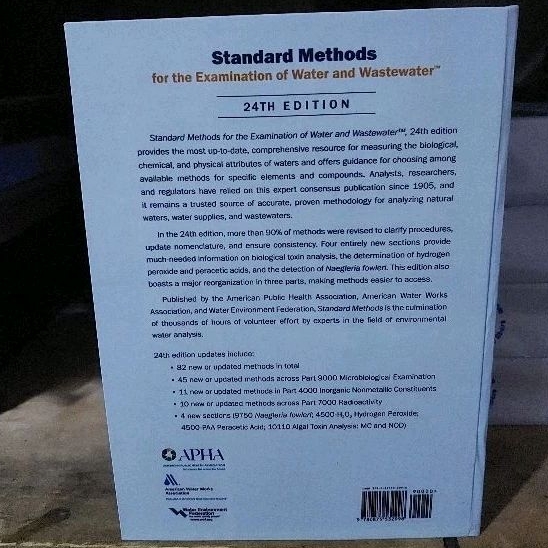 Standard Methods
for the Examination of Water and Wastewater™
24TH EDITION
Standard Methods for the Examination of Water and Wastewater™, 24th edition
provides the most up-to-date, comprehensive resource for measuring the biological,
chemical, and physical attributes of waters and offers guidance for choosing among
available methods for specific elements and compounds. Analysts, researchers,
and regulators have relied on this expert consensus publication since 1905, and
it remains a trusted source of accurate, proven methodology for analyzing natural
waters, water supplies, and wastewaters.
In the 24th edition, more than 90% of methods were revised to clarify procedures,
update nomenclature, and ensure consistency. Four entirely new sections provide
much-needed information on biological toxin analysis, the determination of hydrogen
peroxide and peracetic acids, and the detection of Naegleria fowleri. This edition also
boasts a major reorganization in three parts, making methods easier to access.
Published by the American Public Health Association, American Water Works
Association, and Water Environment Federation, Standard Methods is the culmination
of thousands of hours of volunteer effort by experts in the field of environmental
water analysis.
24th edition updates include:
• 82 new or updated methods in total
• 45 new or updated methods across Part 9000 Microbiological Examination
• 11 new or updated methods in Part 4000 Inorganic Nonmetallic Constituents
• 10 new or updated methods across Part 7000 Radioactivity
• 4 new sections (9750 Naegleria fowleri; 4500-H₂O₂ Hydrogen Peroxide;
4500-PAA Peracetic Acid; 10110 Algal Toxin Analysis; MC and NOD)
APHA
AMERICAN PUBLIC HEALTH ASSOCIATION
American Water Works
Association
Water Environment
Federation
90000>